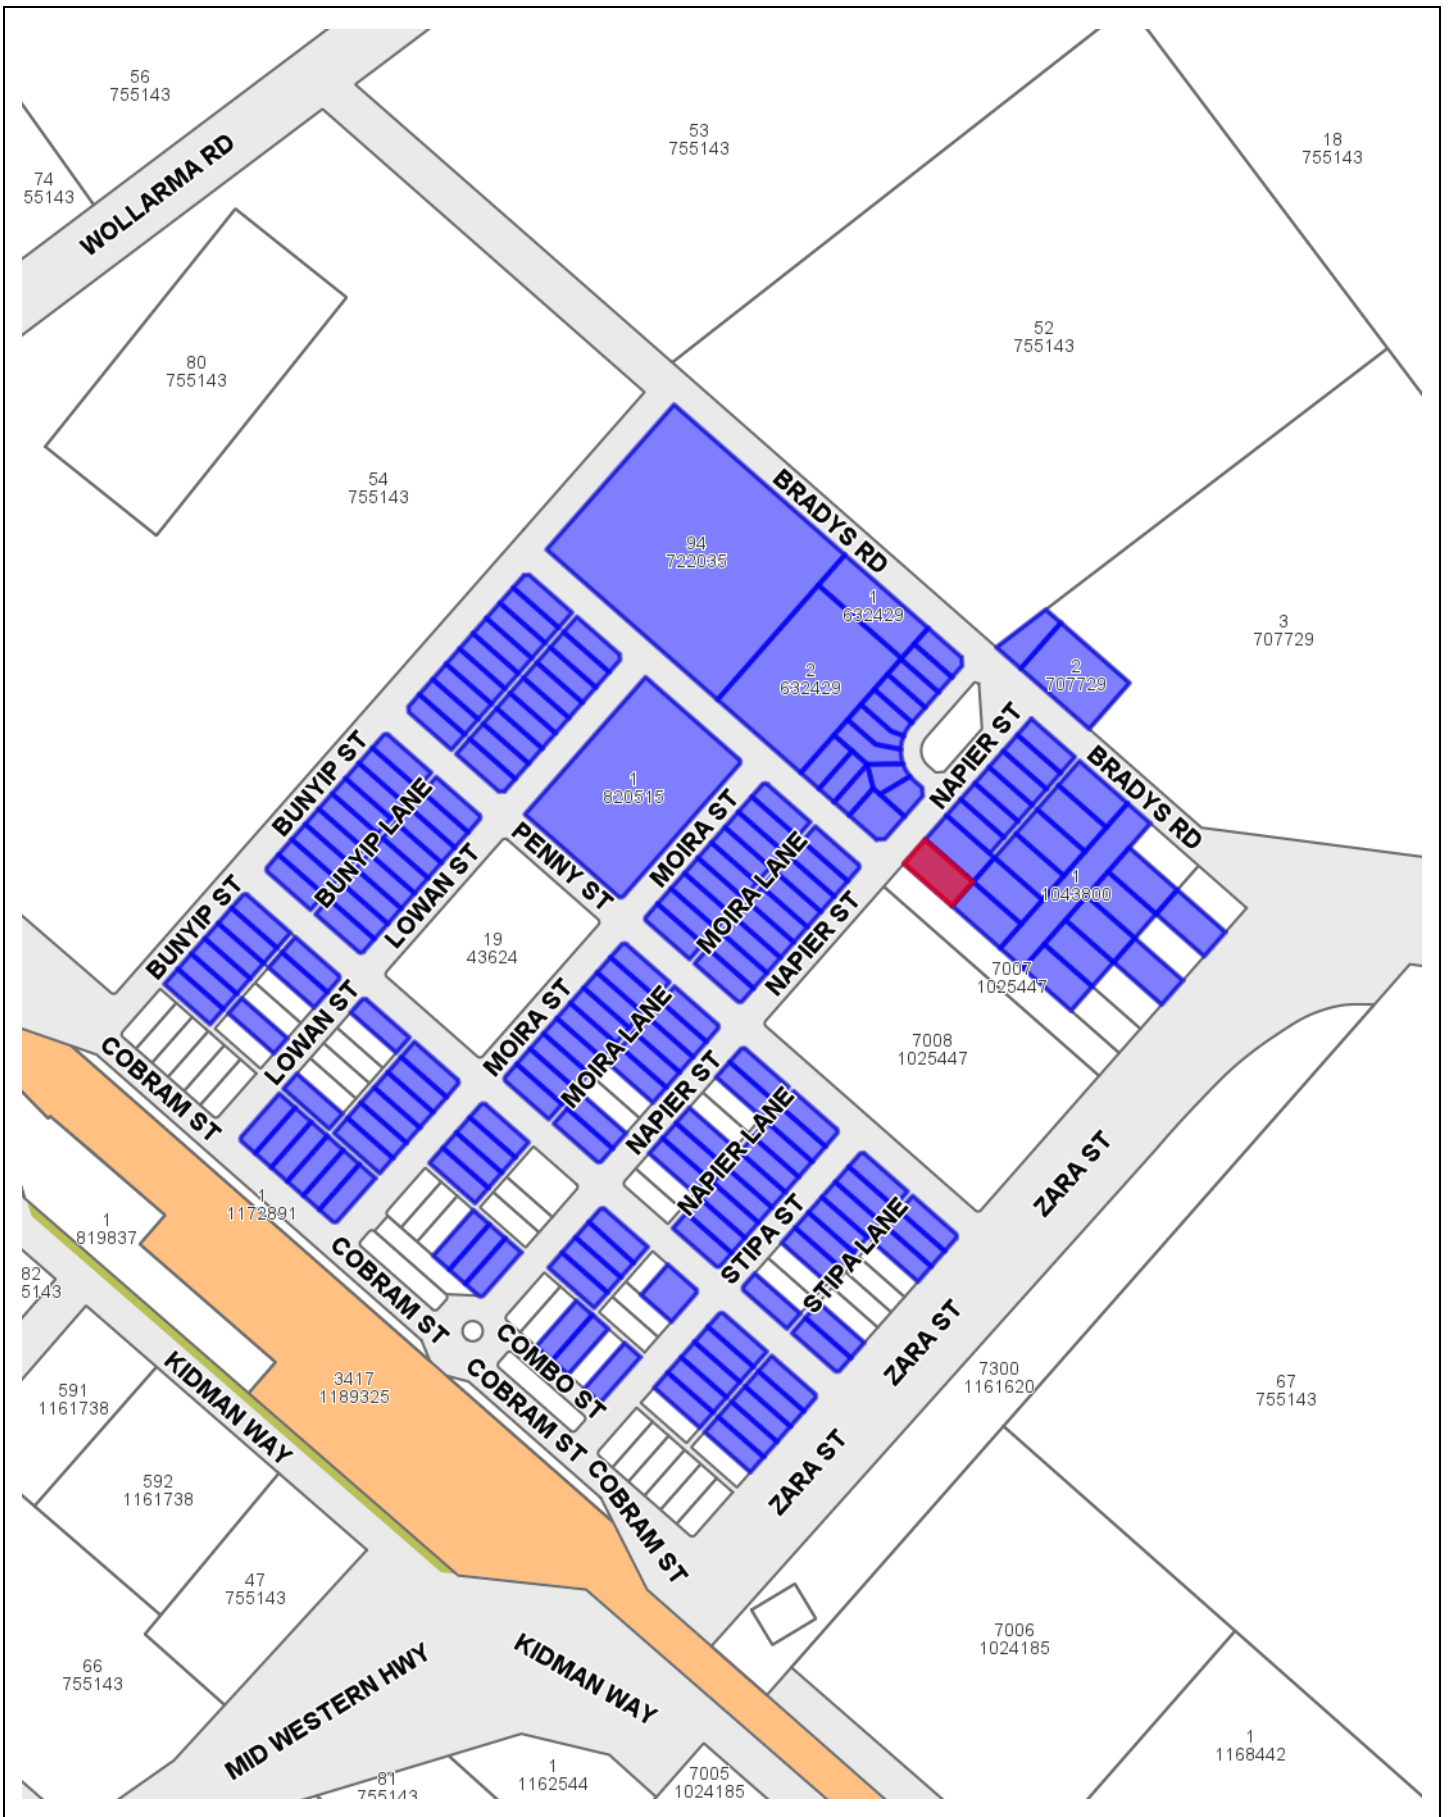 56
755143
53
755143
18
755143
74
55143
WOLLARMA RD
52
755143
80
755143
54
755143
BRADYS RD
94
722035
1
632429
3
707729
2
632429
2
707729
NAPIER ST
BUNYIP ST
BRADYS RD
1
820515
BUNYIP LANE
MOIRA ST
PENNY ST
MOIRA LANE
LOWAN ST
1
1043800
BUNYIP ST
NAPIER ST
19
43624
7007
1025447
LOWAN ST
MOIRA ST
MOIRA LANE
7008
1025447
COBRAM ST
NAPIER ST
NAPIER LANE
ZARA ST
1
1172891
1
819837
STIPA ST
STIPA LANE
82
5143
COBRAM ST
ZARA ST
COMBO ST
7300
1161620
67
755143
3417
1189325
591
1161738
KIDMAN WAY
COBRAM ST
ZARA ST
592
1161738
COBRAM ST
47
755143
7006
1024185
66
755143
MID WESTERN HWY
KIDMAN WAY
1
1168442
81
755143
1
1162544
7005
1024185